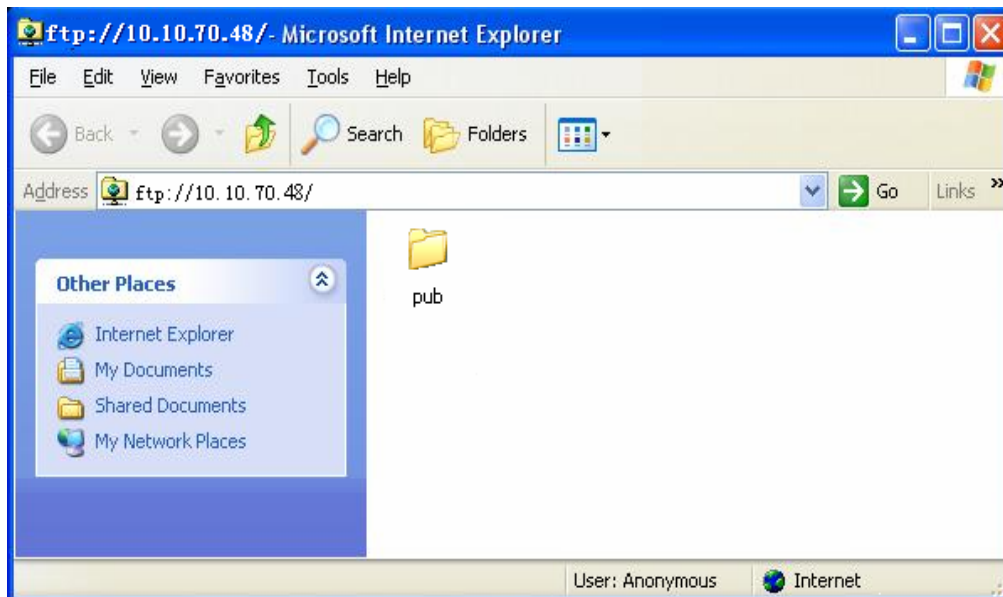 ftp://10.10.70.48/- Microsoft Internet Explorer
File Edit View Favorites Tools Help
Back Search Folders
Address ftp://10.10.70.48/ Go Links »
Other Places
Internet Explorer
My Documents
Shared Documents
My Network Places
pub
User: Anonymous Internet